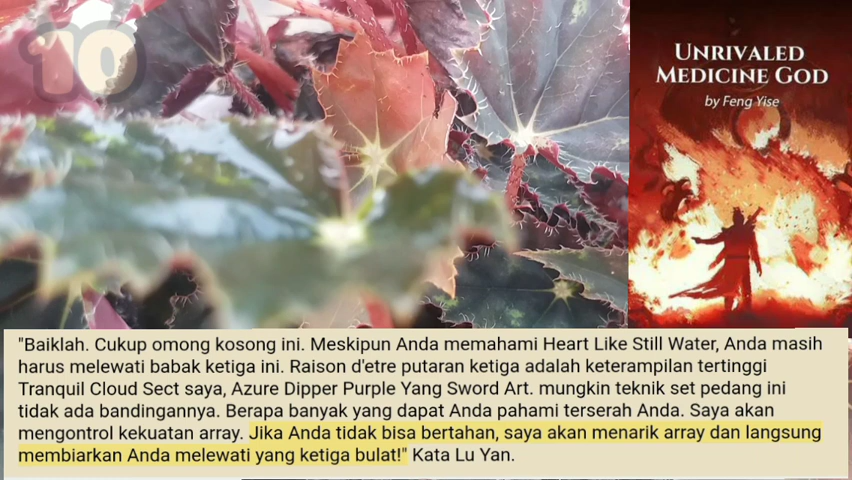 10
UNRIVALED
MEDICINE GOD
by Feng Yise
"Baiklah. Cukup omong kosong ini. Meskipun Anda memahami Heart Like Still Water, Anda masih
harus melewati babak ketiga ini. Raison d'etre putaran ketiga adalah keterampilan tertinggi
Tranquil Cloud Sect saya, Azure Dipper Purple Yang Sword Art. mungkin teknik set pedang ini
tidak ada bandingannya. Berapa banyak yang dapat Anda pahami terserah Anda. Saya akan
mengontrol kekuatan array. Jika Anda tidak bisa bertahan, saya akan menarik array dan langsung
membiarkan Anda melewati yang ketiga bulat!" Kata Lu Yan.